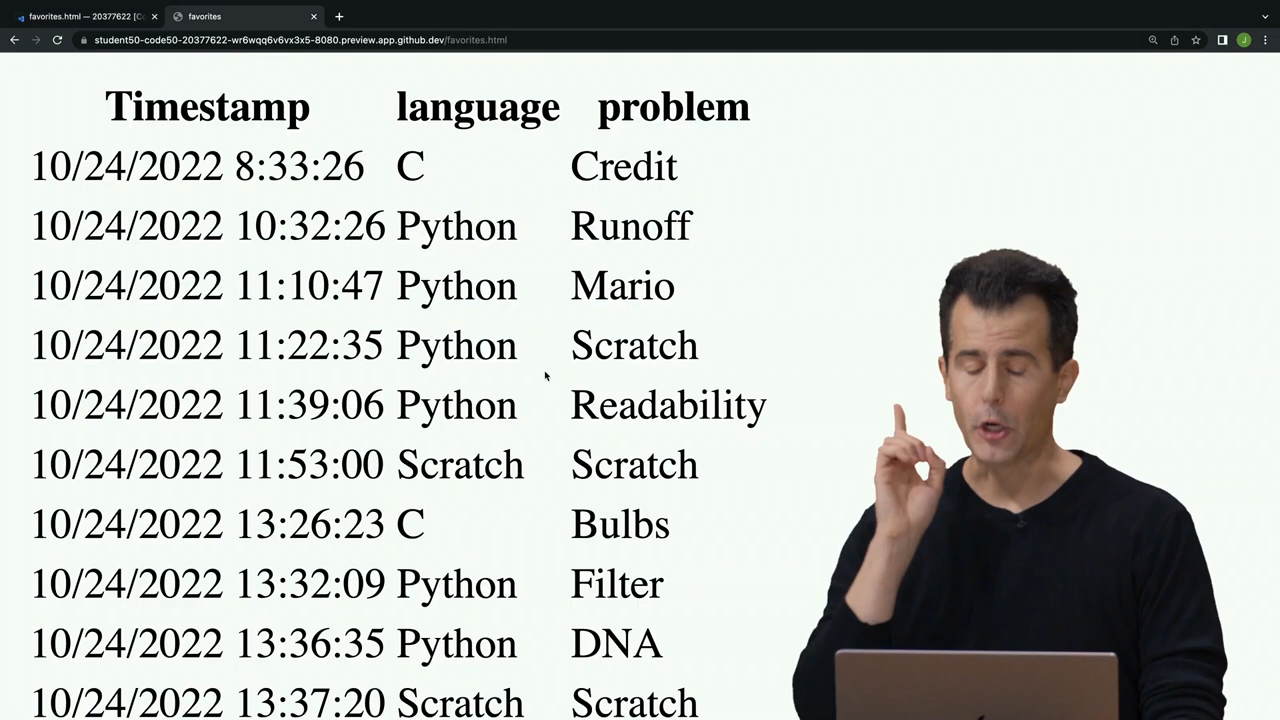 favorites.html — 20377622 [C
favorites
student50-code50-20377622-wr6wqq6v6vx3x5-8080.preview.app.github.dev/favorites.html
J
Timestamp language problem
10/24/2022 8:33:26 C Credit
10/24/2022 10:32:26 Python Runoff
10/24/2022 11:10:47 Python Mario
10/24/2022 11:22:35 Python Scratch
10/24/2022 11:39:06 Python Readability
10/24/2022 11:53:00 Scratch Scratch
10/24/2022 13:26:23 C Bulbs
10/24/2022 13:32:09 Python Filter
10/24/2022 13:36:35 Python DNA
10/24/2022 13:37:20 Scratch Scratch